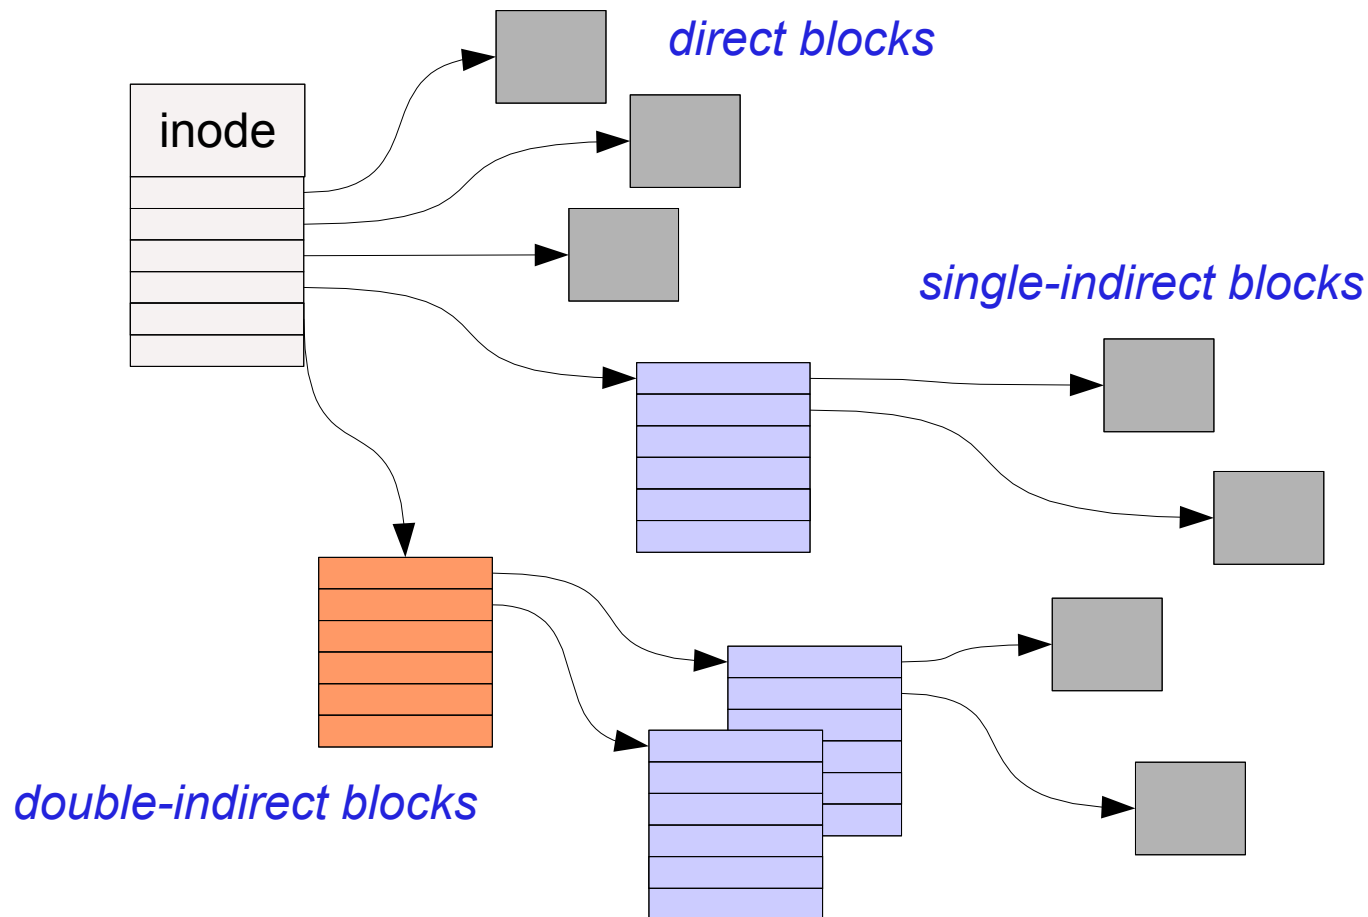 direct blocks
inode
single-indirect blocks
double-indirect blocks